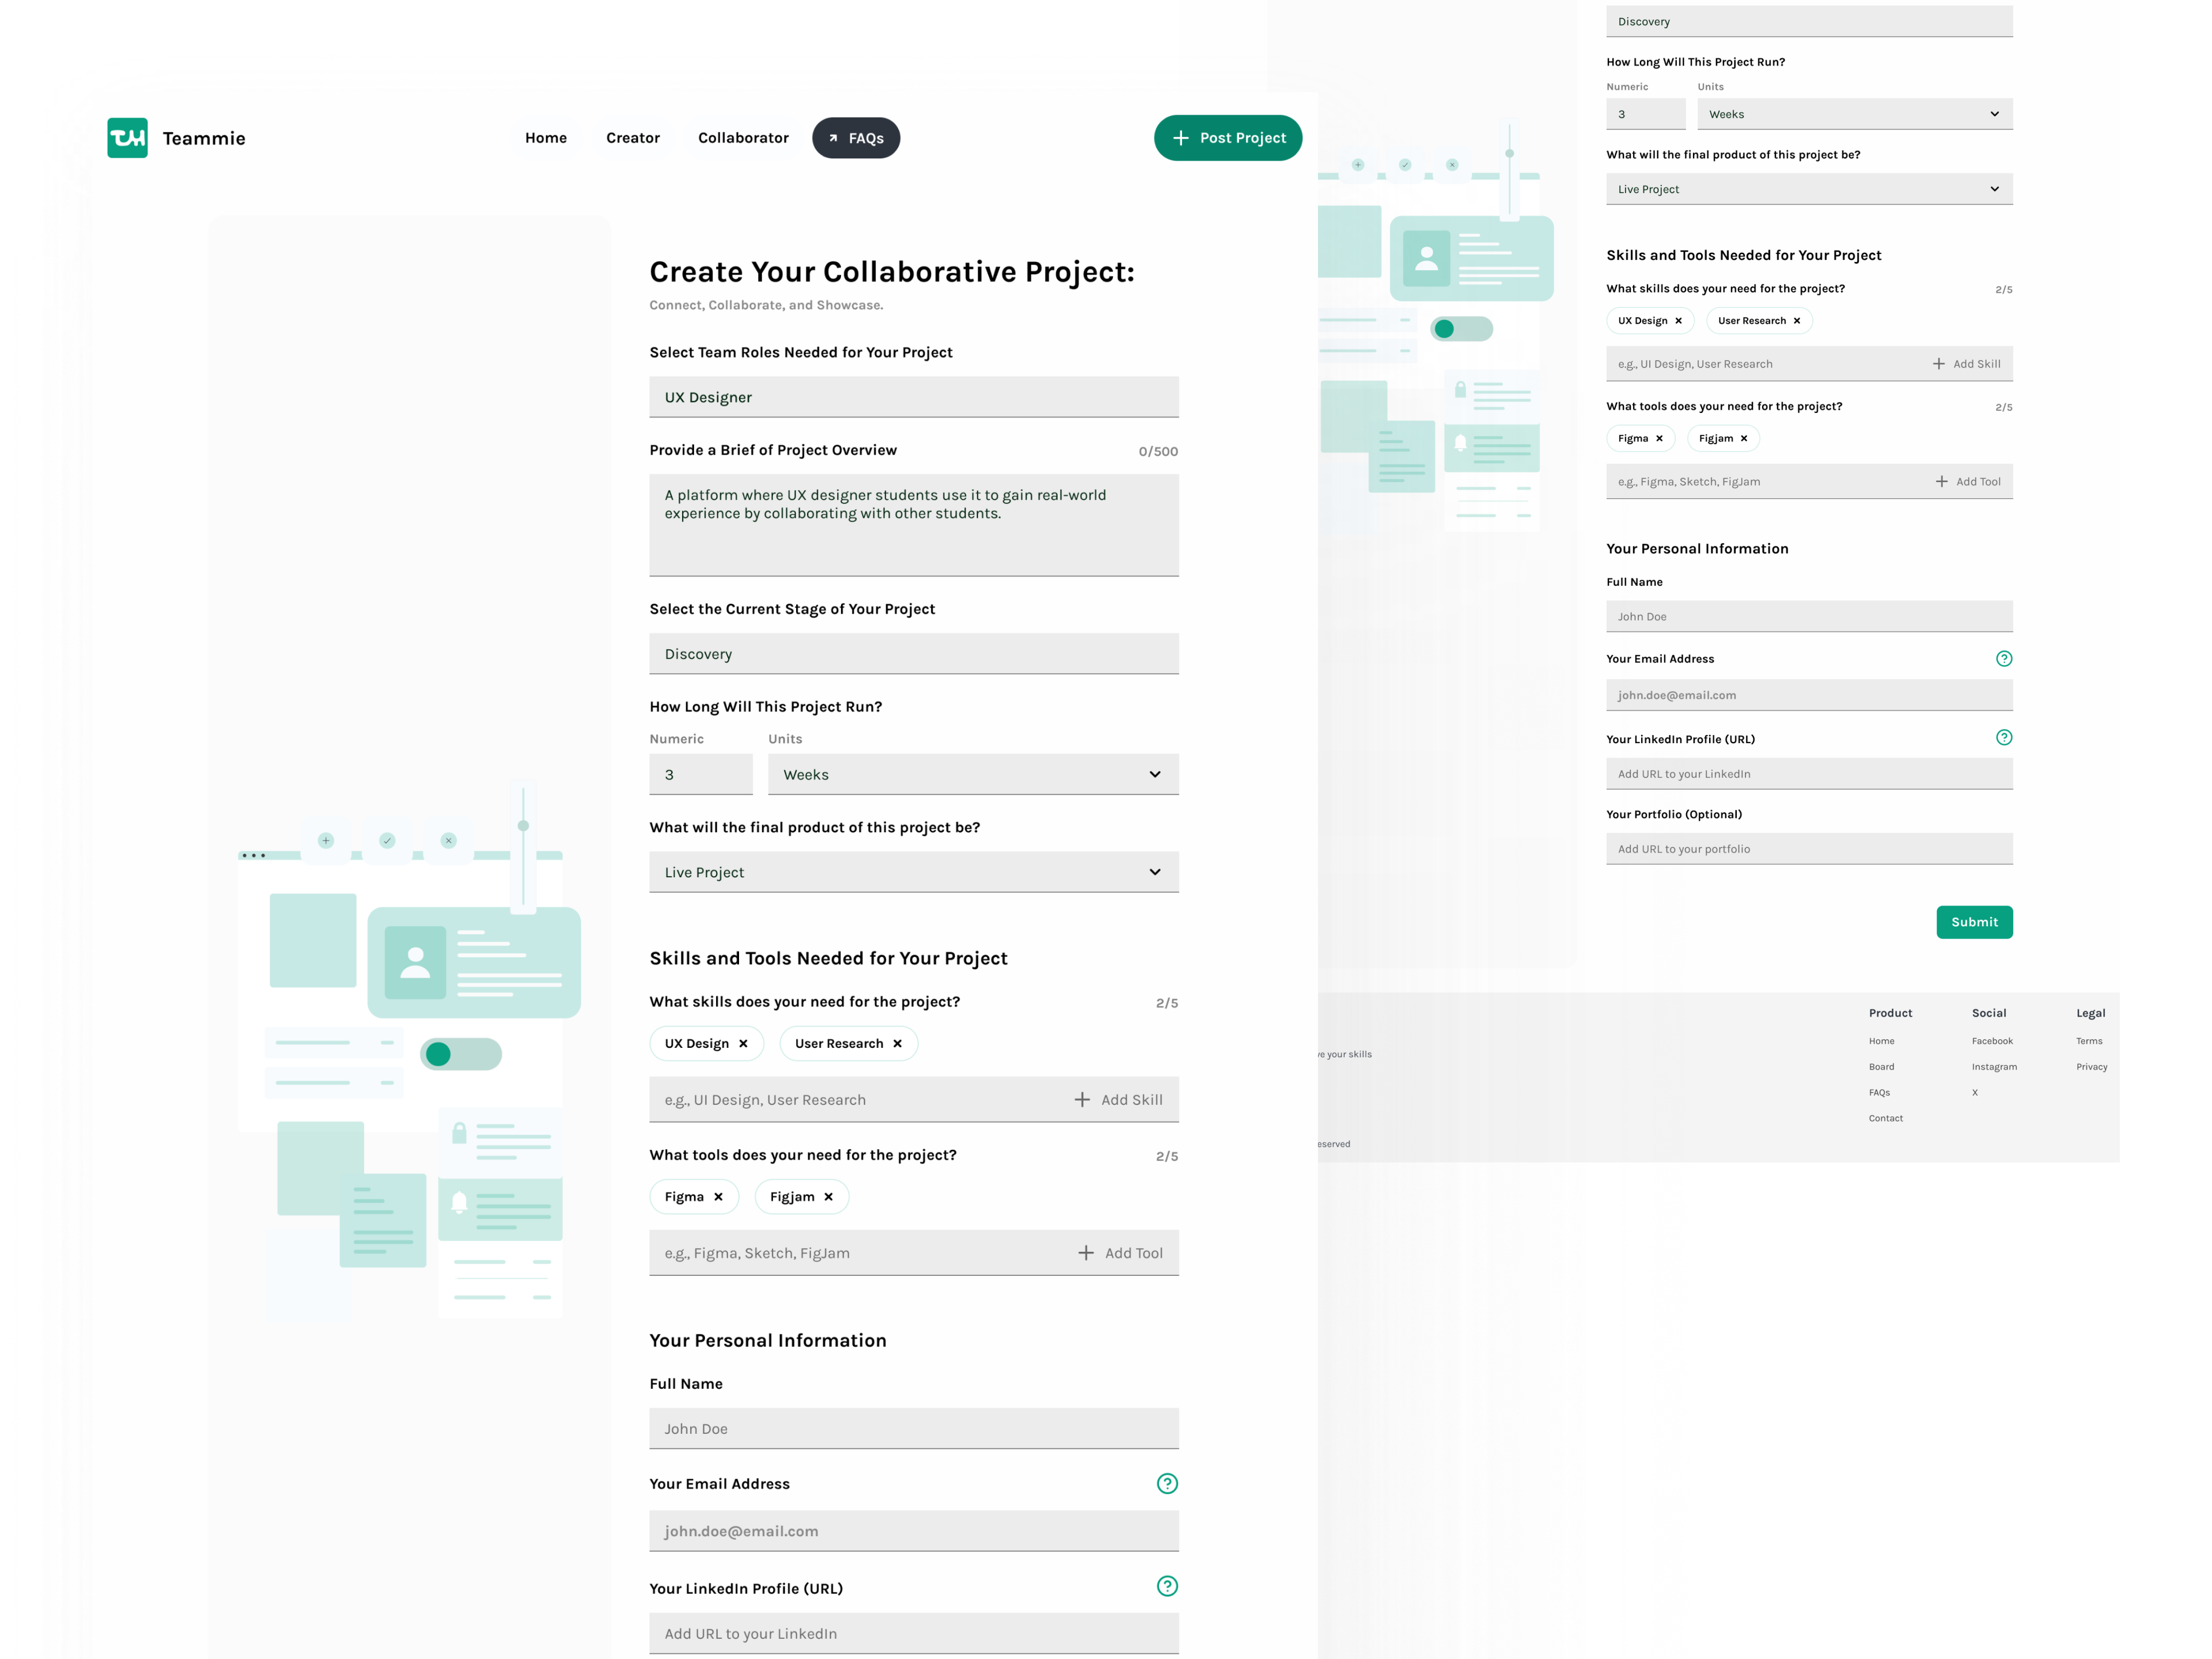 Teammie
Home
Creator
Collaborator
FAQs
Post Project
Create Your Collaborative Project:
Connect, Collaborate, and Showcase.
Select Team Roles Needed for Your Project
UX Designer
Provide a Brief of Project Overview
0/500
A platform where UX designer students use it to gain real-world
experience by collaborating with other students.
Select the Current Stage of Your Project
Discovery
How Long Will This Project Run?
Numeric
Units
3
Weeks
What will the final product of this project be?
Live Project
Skills and Tools Needed for Your Project
What skills does your need for the project?
2/5
UX Design
User Research
e.g., UI Design, User Research
Add Skill
What tools does your need for the project?
2/5
Figma
Figjam
e.g., Figma, Sketch, FigJam
Add Tool
Your Personal Information
Full Name
John Doe
Your Email Address
john.doe@email.com
Your LinkedIn Profile (URL)
Add URL to your LinkedIn
Discovery
How Long Will This Project Run?
Numeric
Units
3
Weeks
What will the final product of this project be?
Live Project
Skills and Tools Needed for Your Project
What skills does your need for the project?
2/5
UX Design
User Research
e.g., UI Design, User Research
Add Skill
What tools does your need for the project?
2/5
Figma
Figjam
e.g., Figma, Sketch, FigJam
Add Tool
Your Personal Information
Full Name
John Doe
Your Email Address
john.doe@email.com
Your LinkedIn Profile (URL)
Add URL to your LinkedIn
Your Portfolio (Optional)
Add URL to your portfolio
Submit
your skills
Product
Home
Board
FAQs
Contact
Social
Facebook
Instagram
X
Legal
Terms
Privacy